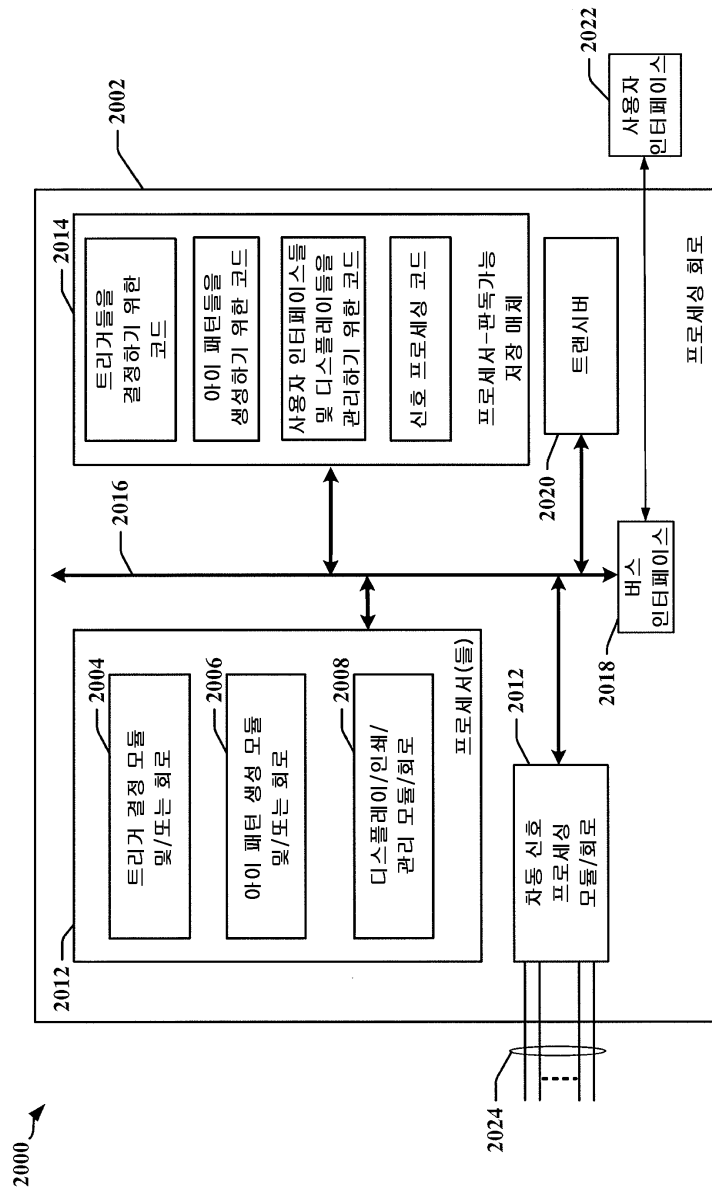 2000
2002
2012
2004
트리거 결정 모듈
및/또는 회로
2006
아이 패턴 생성 모듈
및/또는 회로
2008
디스플레이/인쇄/
관리 모듈/회로
프로세서(들)
2016
2014
트리거들을
결정하기 위한
코드
아이 패턴들을
생성하기 위한 코드
사용자 인터페이스들
및 디스플레이들을
관리하기 위한 코드
신호 프로세싱 코드
프로세서-판독가능
저장 매체
2012
차동 신호
프로세싱
모듈/회로
2024
2018
버스
인터페이스
2020
트랜시버
프로세싱 회로
2022
사용자
인터페이스